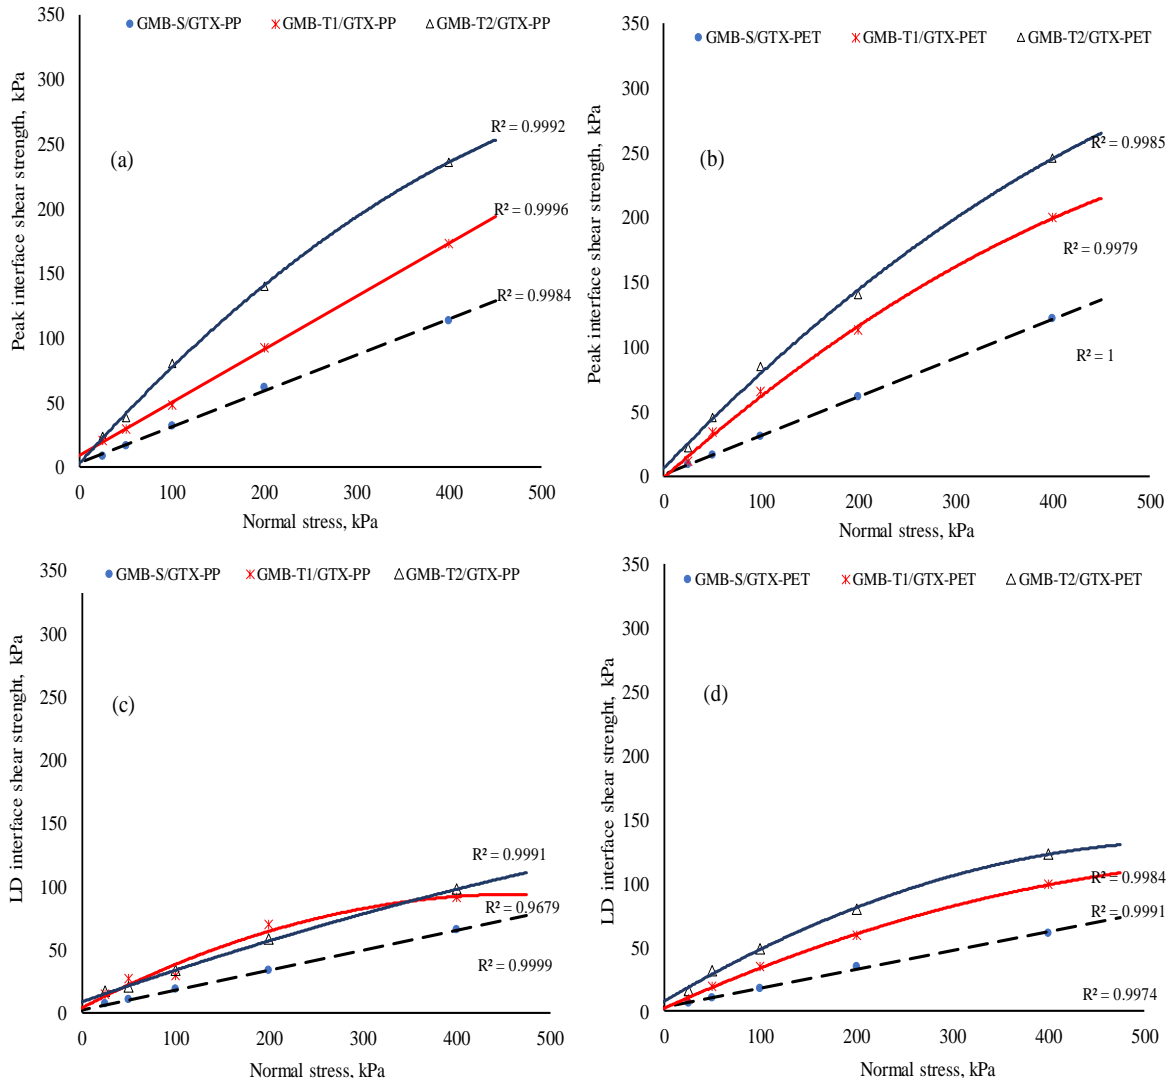 GMB-S/GTX-PP GMB-T1/GTX-PP GMB-T2/GTX-PP
Peak interface shear strength, kPa
350
300
250
200
150
100
50
0
(a)
R² = 0.9992
R² = 0.9996
R² = 0.9984
0 100 200 300 400 500
Normal stress, kPa
GMB-S/GTX-PET GMB-T1/GTX-PET GMB-T2/GTX-PET
Peak interface shear strength, kPa
350
300
250
200
150
100
50
0
(b)
R² = 0.9985
R² = 0.9979
R² = 1
0 100 200 300 400 500
Normal stress, kPa
GMB-S/GTX-PP GMB-T1/GTX-PP GMB-T2/GTX-PP
LD interface shear strenght, kPa
350
300
250
200
150
100
50
0
(c)
R² = 0.9991
R² = 0.9679
R² = 0.9999
0 100 200 300 400 500
Normal stress, kPa
GMB-S/GTX-PET GMB-T1/GTX-PET GMB-T2/GTX-PET
LD interface shear strenght, kPa
350
300
250
200
150
100
50
0
(d)
R² = 0.9984
R² = 0.9991
R² = 0.9974
0 100 200 300 400 500
Normal stress, kPa